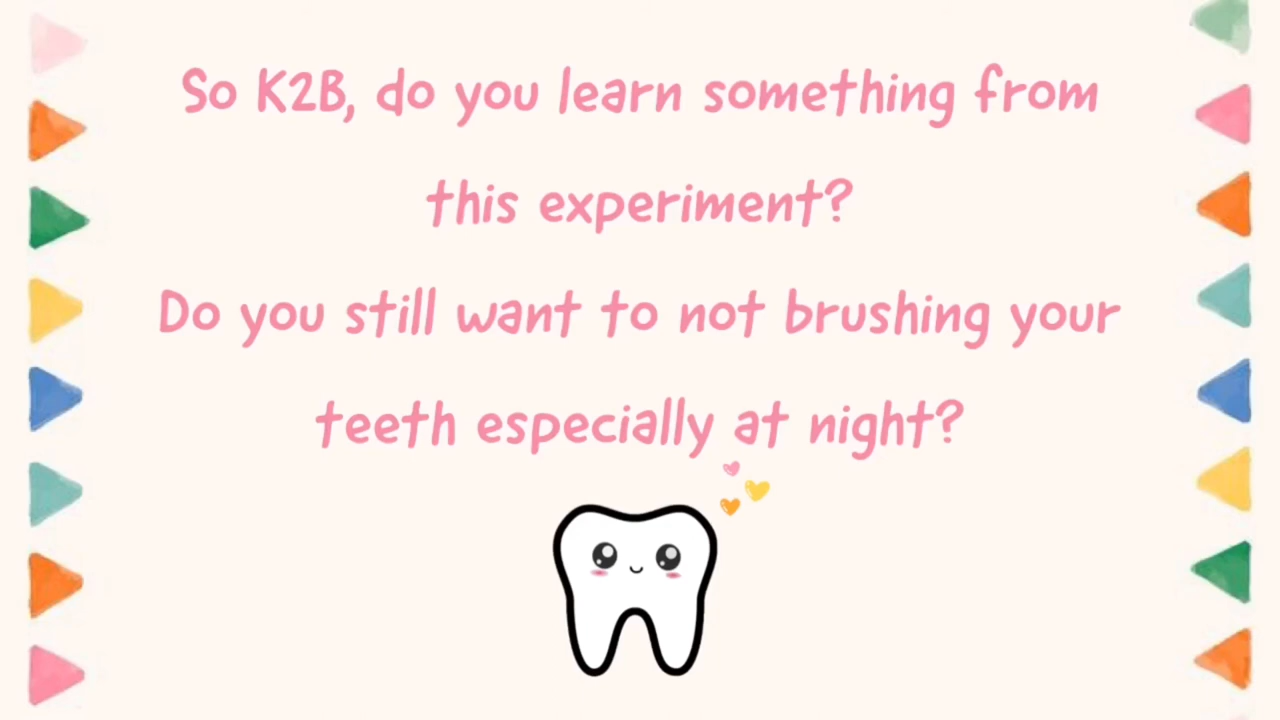 So K2B, do you learn something from
this experiment?
Do you still want to not brushing your
teeth especially at night?